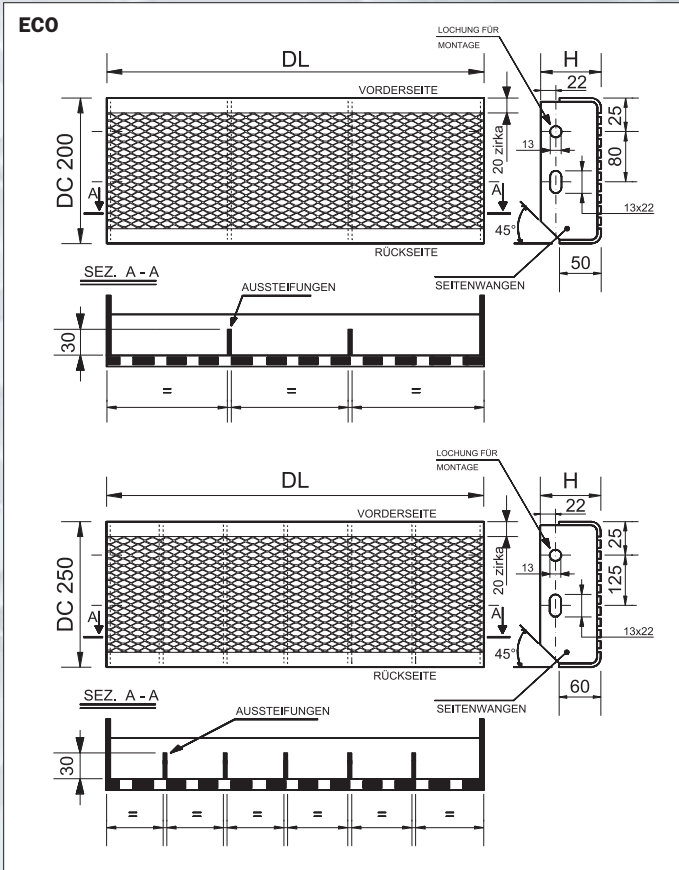 ECO
LOCHUNG FÜR
MONTAGE
DL
H
VORDERSEITE
22
25
DC 200
20 zirka
13
80
A
A
13x22
45°
RÜCKSEITE
50
SEZ. A - A
SEITENWANGEN
AUSSTEIFUNGEN
30
= = =
LOCHUNG FÜR
MONTAGE
DL
H
VORDERSEITE
22
25
DC 250
20 zirka
13
125
A
A
13x22
45°
RÜCKSEITE
60
SEZ. A - A
SEITENWANGEN
AUSSTEIFUNGEN
30
= = = = = =